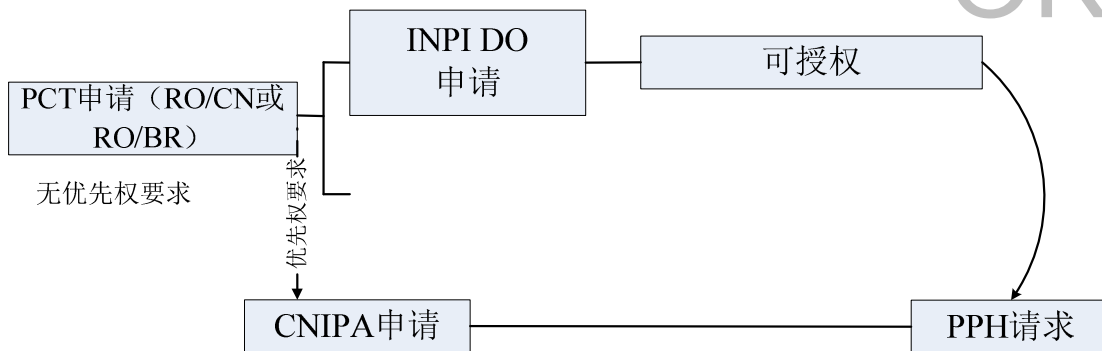 OK
INPI DO
申请
可授权
PCT申请（RO/CN或
RO/BR）
无优先权要求
优先权要求
CNIPA申请
PPH请求